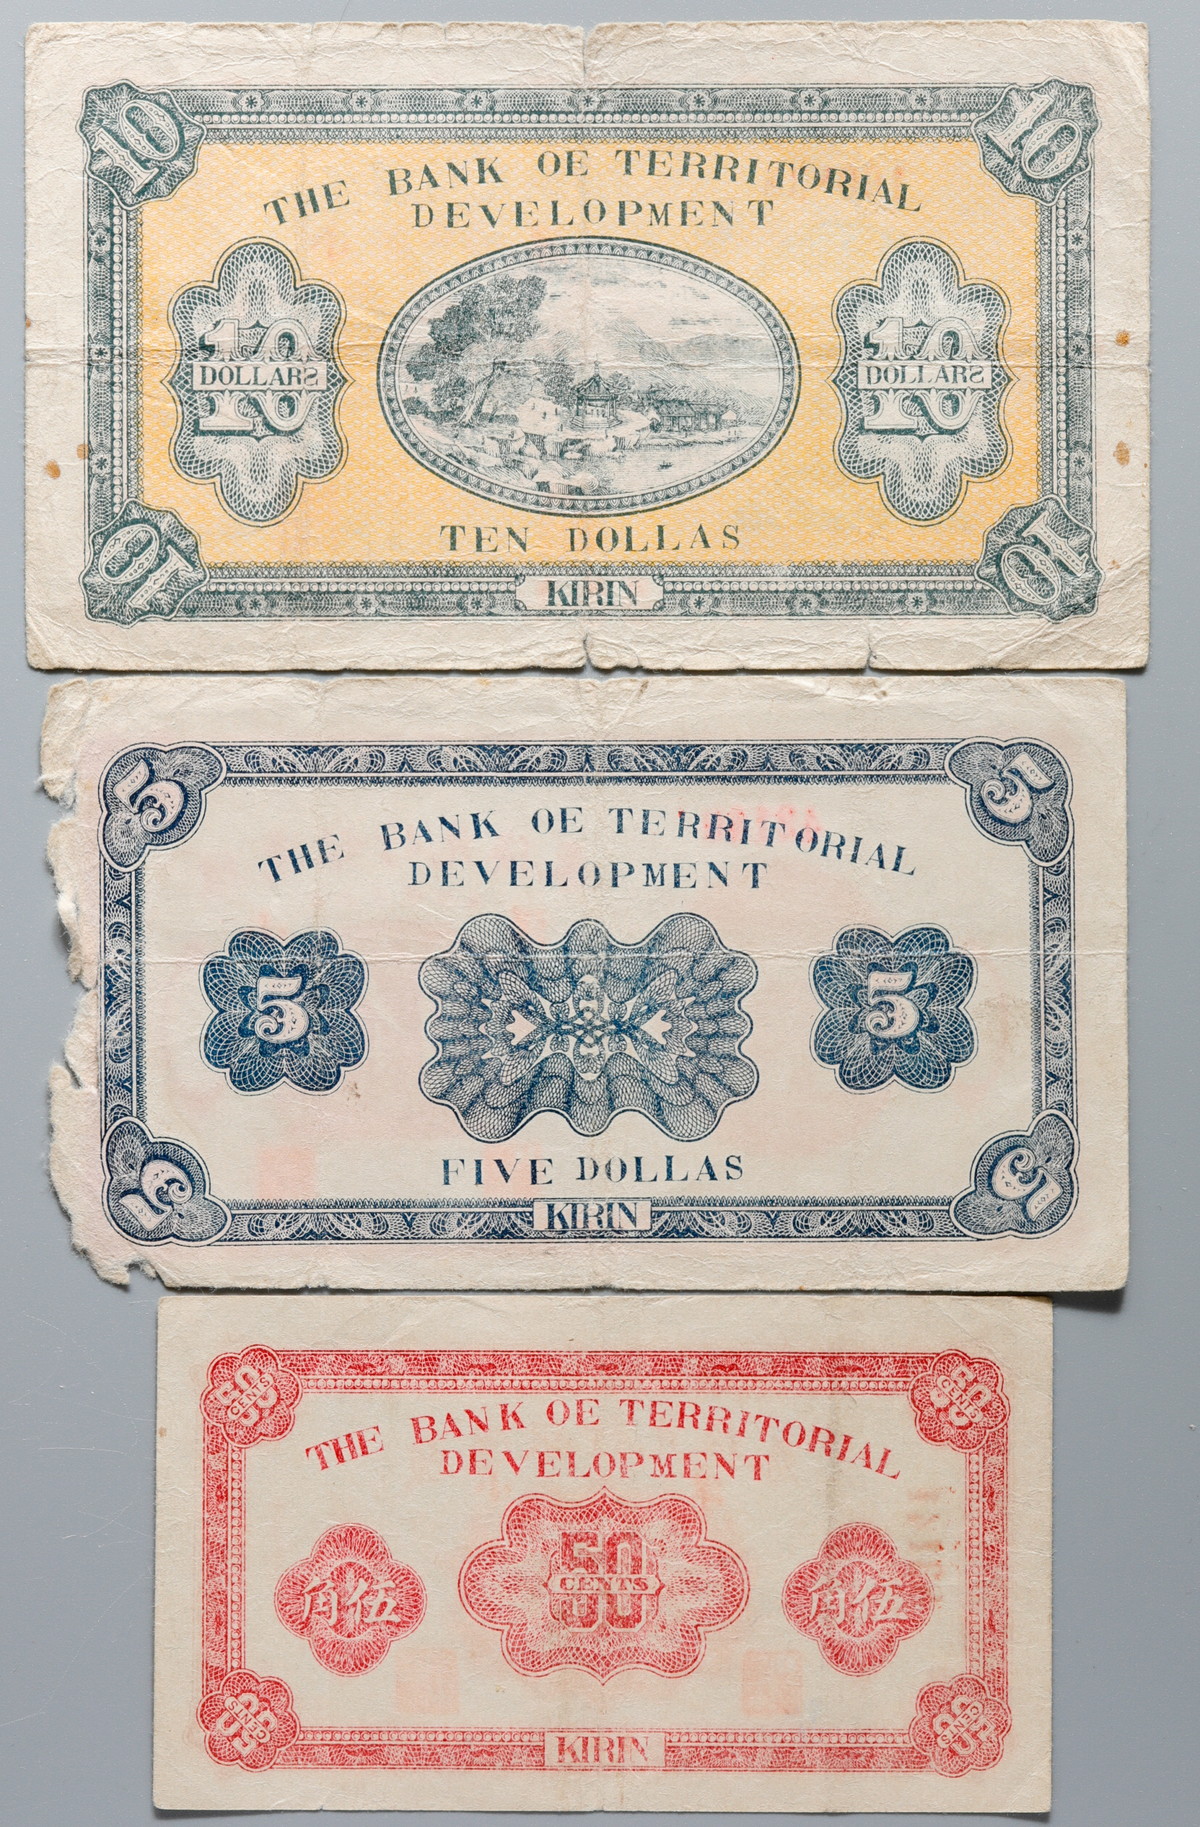 10 10
THE BANK OE TERRITORIAL
DEVELOPMENT
10 10
DOLLARS DOLLARS
TEN DOLLAS
10 KIRIN 10
5 5
THE BANK OE TERRITORIAL
DEVELOPMENT
5 5
FIVE DOLLAS
5 KIRIN 5
50 CENTS 50 CENTS
THE BANK OE TERRITORIAL
DEVELOPMENT
50
角伍 CENTS 角伍
50 CENTS 50 CENTS
KIRIN